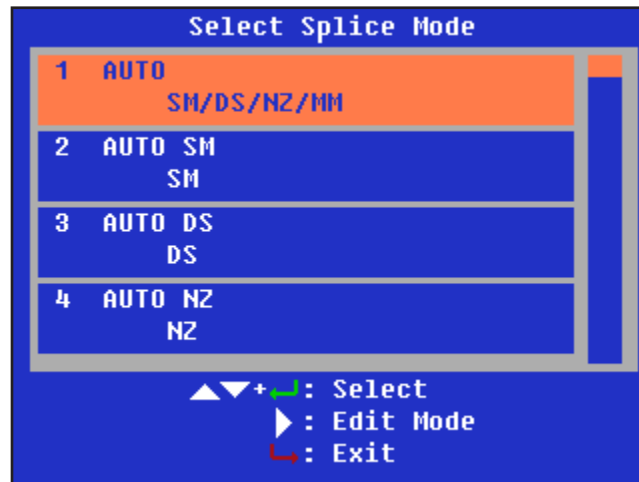 Select Splice Mode
1 AUTO
SM/DS/NZ/MM
2 AUTO SM
SM
3 AUTO DS
DS
4 AUTO NZ
NZ
▲▼+↵: Select
▶: Edit Mode
↳: Exit